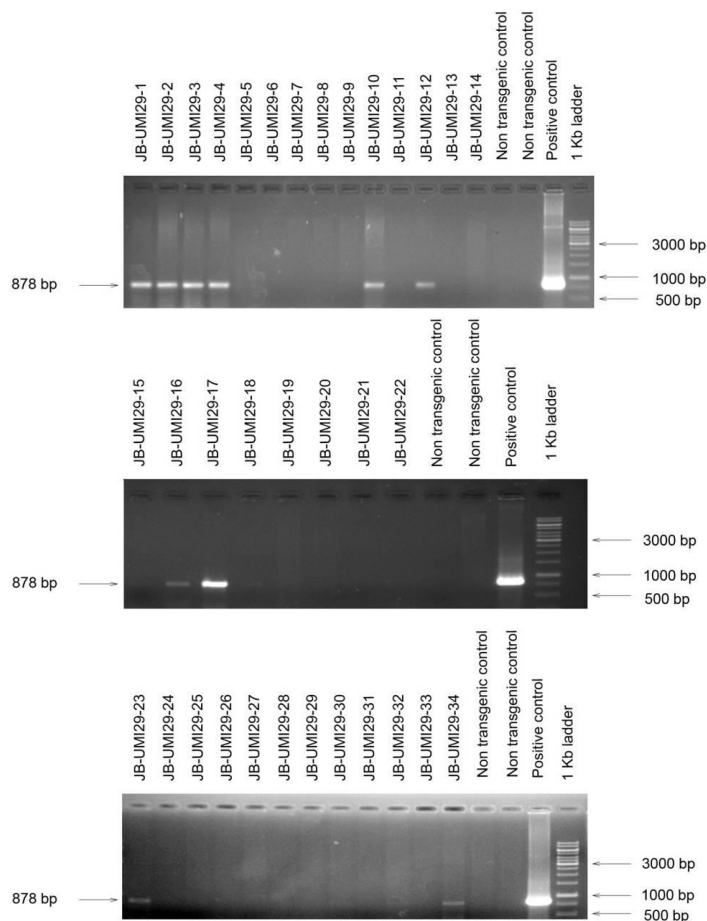 JB-UMI29-1
JB-UMI29-2
JB-UMI29-3
JB-UMI29-4
JB-UMI29-5
JB-UMI29-6
JB-UMI29-7
JB-UMI29-8
JB-UMI29-9
JB-UMI29-10
JB-UMI29-11
JB-UMI29-12
JB-UMI29-13
JB-UMI29-14
Non transgenic control
Non transgenic control
Positive control
1 Kb ladder
3000 bp
878 bp
1000 bp
500 bp
JB-UMI29-15
JB-UMI29-16
JB-UMI29-17
JB-UMI29-18
JB-UMI29-19
JB-UMI29-20
JB-UMI29-21
JB-UMI29-22
Non transgenic control
Non transgenic control
Positive control
1 Kb ladder
3000 bp
878 bp
1000 bp
500 bp
JB-UMI29-23
JB-UMI29-24
JB-UMI29-25
JB-UMI29-26
JB-UMI29-27
JB-UMI29-28
JB-UMI29-29
JB-UMI29-30
JB-UMI29-31
JB-UMI29-32
JB-UMI29-33
JB-UMI29-34
Non transgenic control
Non transgenic control
Positive control
1 Kb ladder
3000 bp
878 bp
1000 bp
500 bp